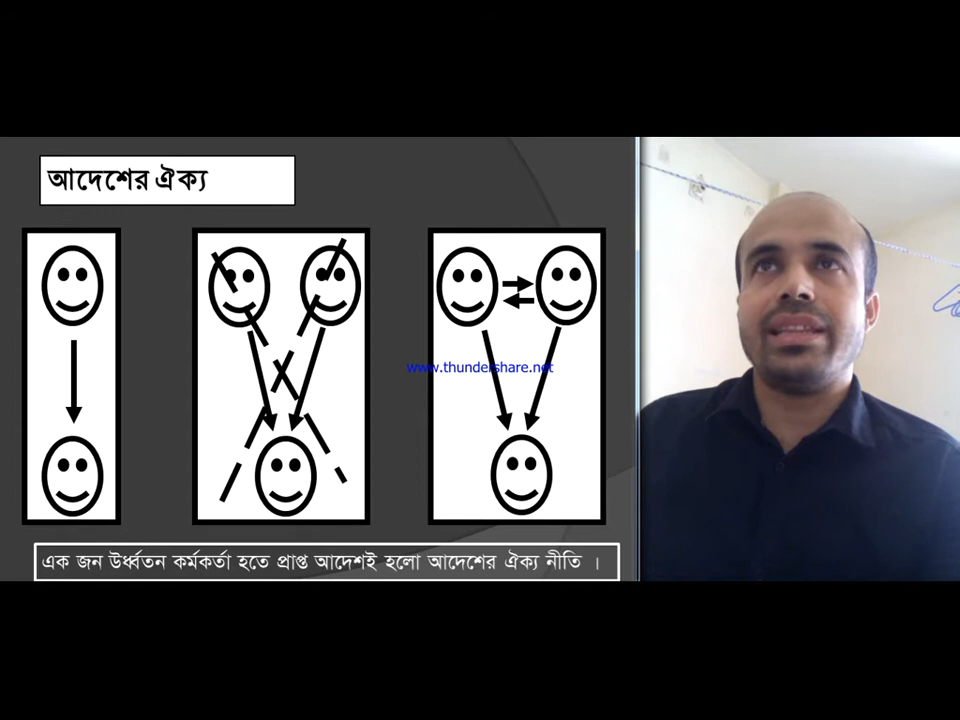 আদেশের ঐক্য
www.thundershare.net
এক জন উর্ধ্বতন কর্মকর্তা হতে প্রাপ্ত আদেশই হলো আদেশের ঐক্য নীতি ।